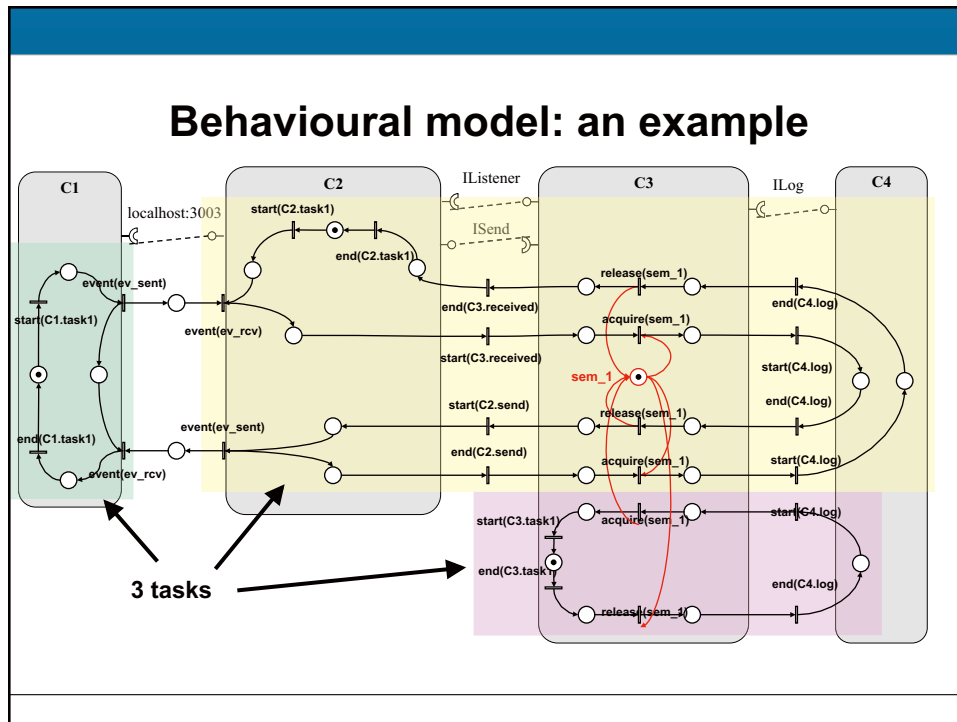 Behavioural model: an example
C1
C2
IListener
C3
ILog
C4
localhost:3003
start(C2.task1)
ISend
end(C2.task1)
event(ev_sent)
release(sem_1)
end(C3.received)
end(C4.log)
start(C1.task1)
event(ev_rcv)
acquire(sem_1)
start(C3.received)
start(C4.log)
sem_1
end(C4.log)
start(C2.send)
release(sem_1)
event(ev_sent)
end(C1.task1)
end(C2.send)
event(ev_rcv)
acquire(sem_1)
start(C4.log)
start(C3.task1)
acquire(sem_1)
start(C4.log)
end(C3.task1)
3 tasks
end(C4.log)
release(sem_1)